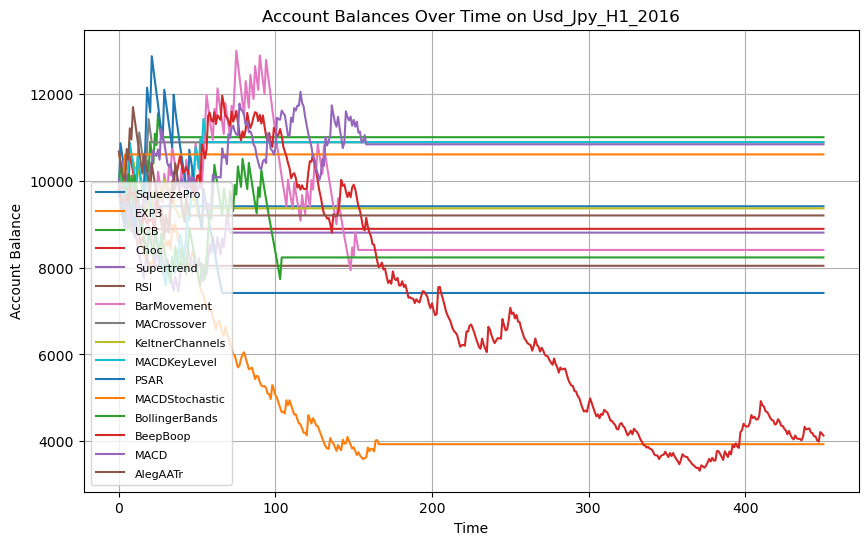 Account Balances Over Time on Usd_Jpy_H1_2016
Account Balance
12000
10000
8000
6000
4000
SqueezePro
EXP3
UCB
Choc
Supertrend
RSI
BarMovement
MACrossover
KeltnerChannels
MACDKeyLevel
PSAR
MACDStochastic
BollingerBands
BeepBoop
MACD
AlegAATr
0
100
200
300
400
Time